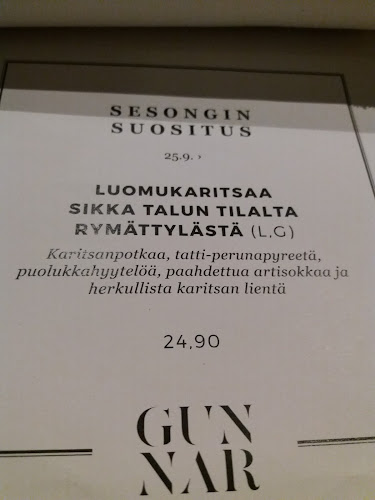 SESONGIN
SUOSITUS
25.9. ›
LUOMUKARITSAA
SIKKA TALUN TILALTA
RYMÄTTYLÄSTÄ (L,G)
Karitsanpotkaa, tatti-perunapyreetä,
puolukkahyytelöä, paahdettua artisokkaa ja
herkullista karitsan lientä
24,90
GUN
NAR